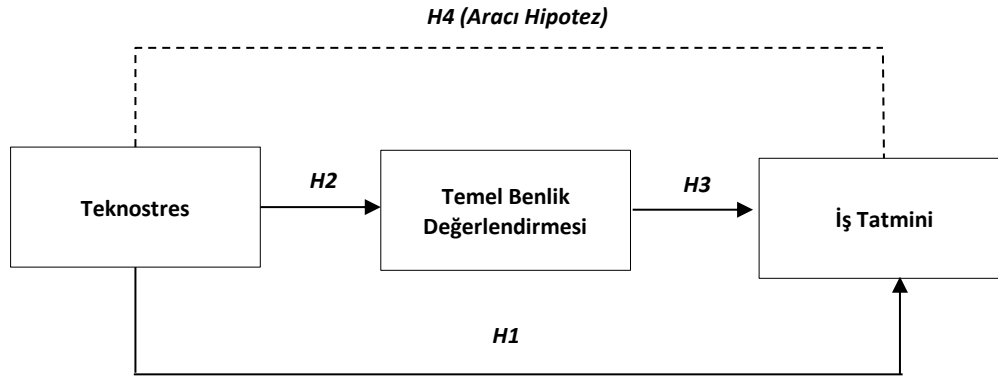 H4 (Aracı Hipotez)
Teknostres
H2
Temel Benlik
Değerlendirmesi
H3
İş Tatmini
H1